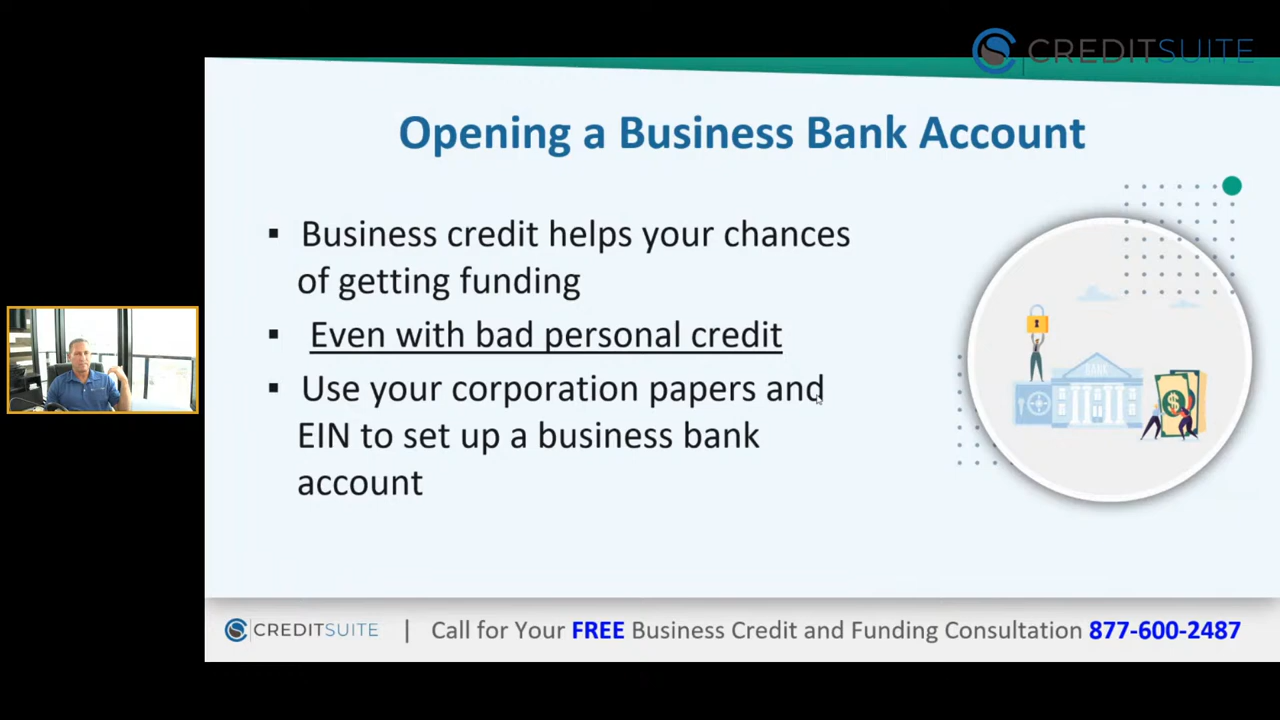 CREDITSUITE
Opening a Business Bank Account
▪ Business credit helps your chances
of getting funding
▪ Even with bad personal credit
▪ Use your corporation papers and
EIN to set up a business bank
account
BANK
$
CREDITSUITE | Call for Your FREE Business Credit and Funding Consultation 877-600-2487